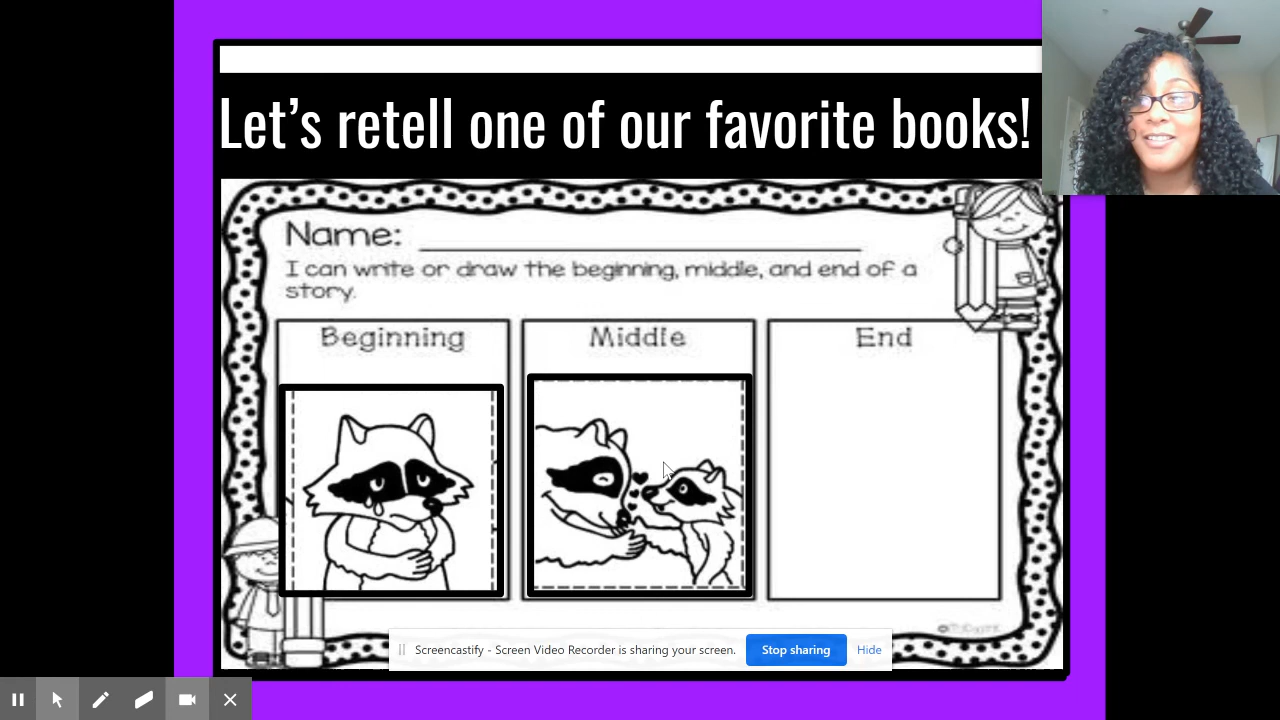 Let's retell one of our favorite books!
Name:
I can write or draw the beginning, middle, and end of a
story.
Beginning
Middle
End
Screencastify - Screen Video Recorder is sharing your screen.
Stop sharing
Hide